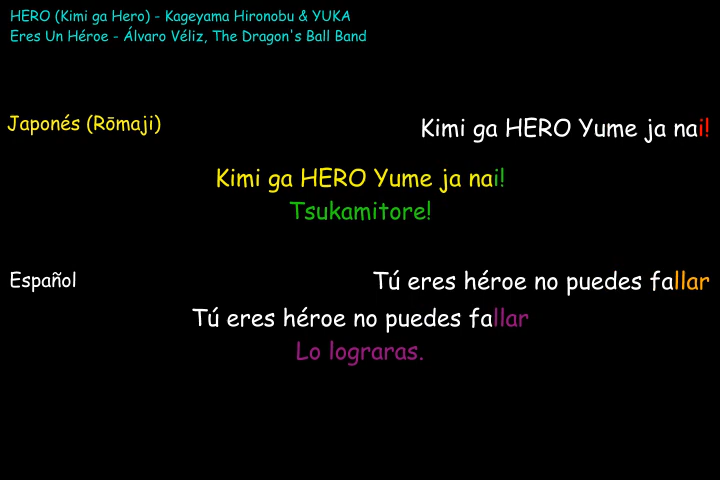 HERO (Kimi ga Hero) - Kageyama Hironobu & YUKA
Eres Un Héroe - Álvaro Véliz, The Dragon's Ball Band
Japonés (Rōmaji)
Kimi ga HERO Yume ja nai!
Kimi ga HERO Yume ja nai!
Tsukamitore!
Español
Tú eres héroe no puedes fallar
Tú eres héroe no puedes fallar
Lo lograras.